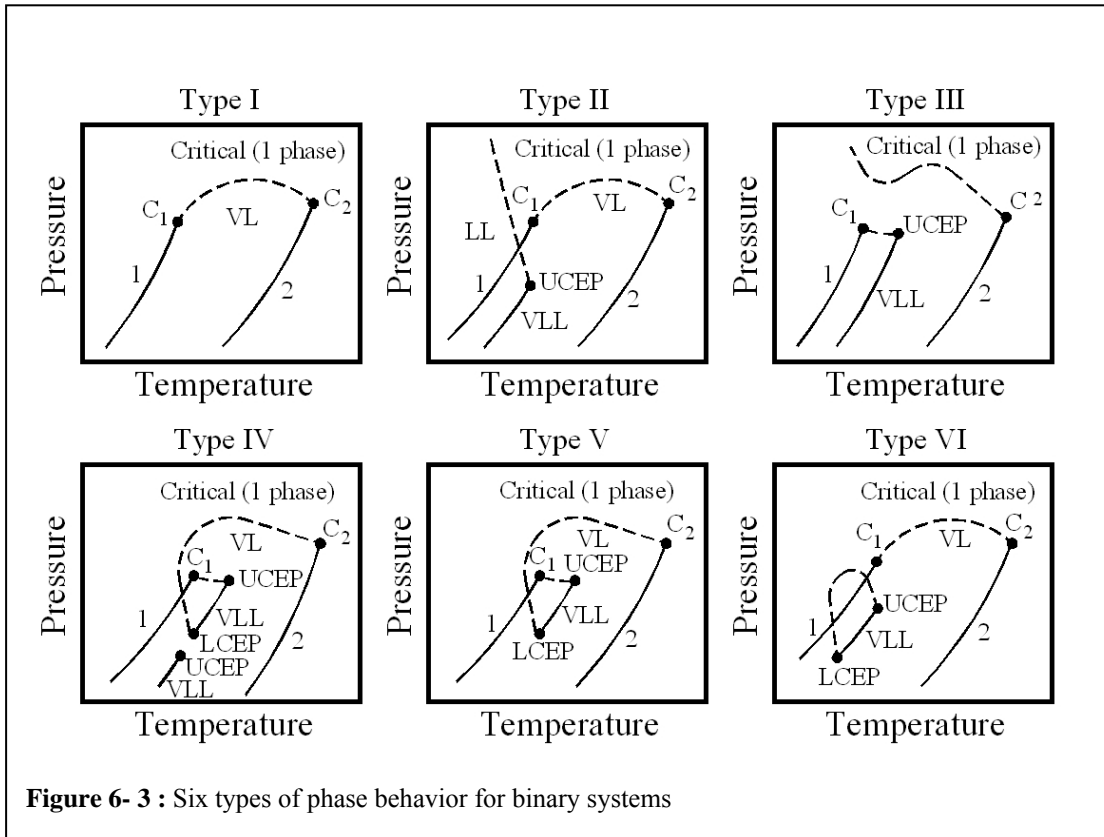 Type I
Critical (1 phase)
C1
VL
C2
1
2
Pressure
Temperature
Type II
Critical (1 phase)
C1
VL
C2
LL
1
UCEP
VLL
2
Pressure
Temperature
Type III
Critical (1 phase)
C1
UCEP
C 2
1
VLL
2
Pressure
Temperature
Type IV
Critical (1 phase)
VL
C1
C2
UCEP
1
VLL
LCEP
UCEP
VLL
2
Pressure
Temperature
Type V
Critical (1 phase)
VL
C1
UCEP
C2
1
VLL
LCEP
2
Pressure
Temperature
Type VI
Critical (1 phase)
C1
VL
C2
1
UCEP
VLL
LCEP
2
Pressure
Temperature
Figure 6- 3 : Six types of phase behavior for binary systems